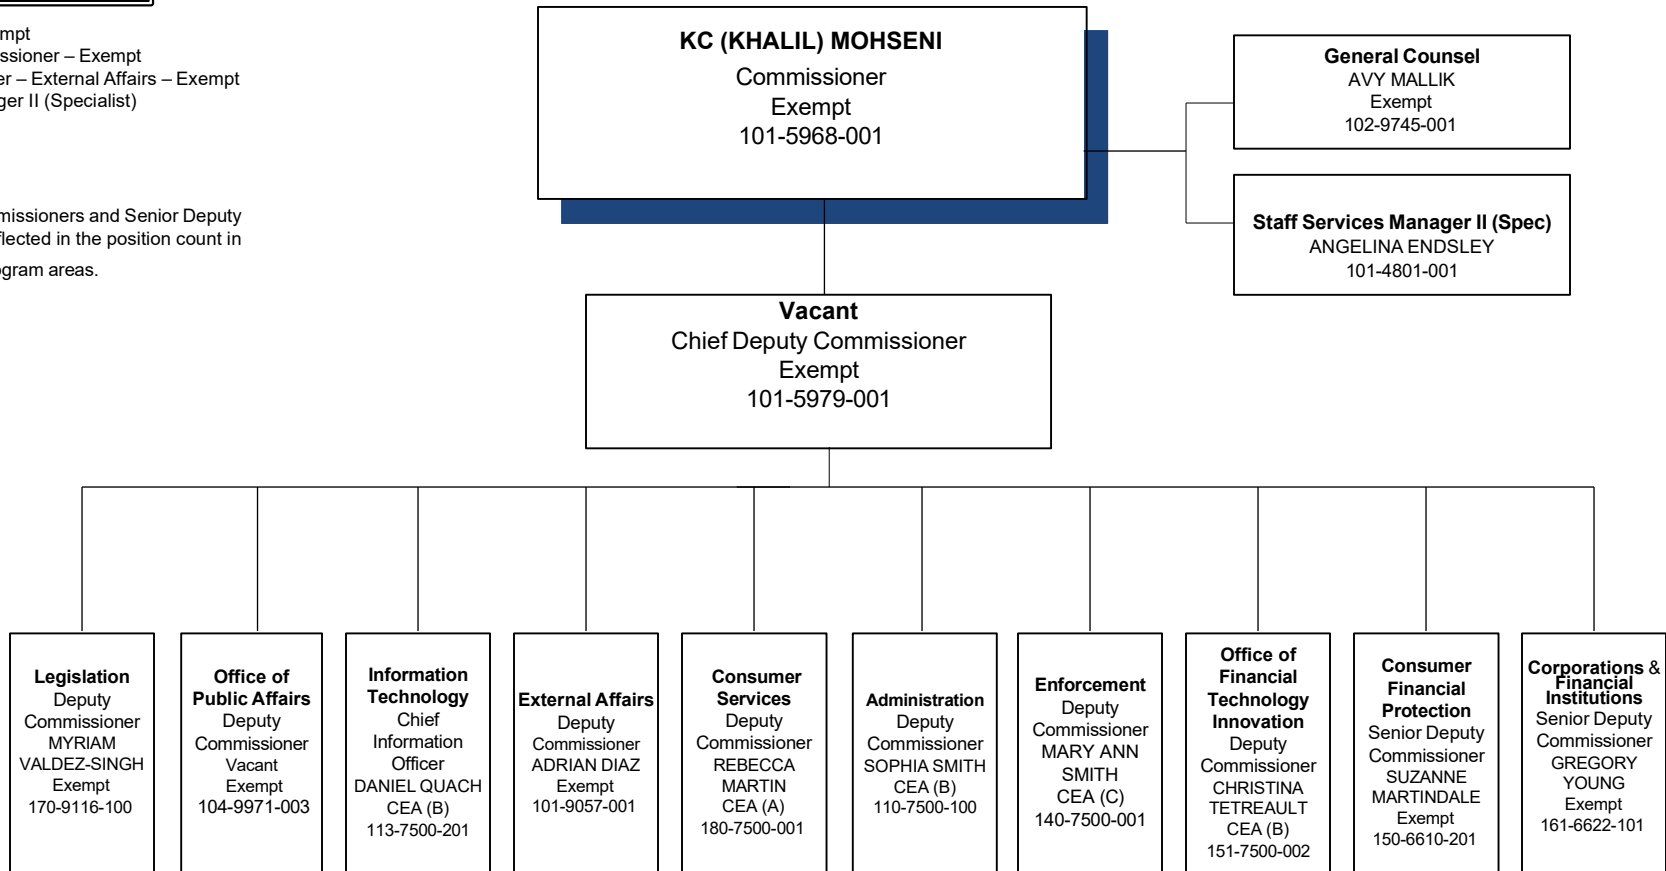 mpt
ssioner – Exempt
er – External Affairs – Exempt
ger II (Specialist)
missioners and Senior Deputy
flected in the position count in
ogram areas.
KC (KHALIL) MOHSENI
Commissioner
Exempt
101-5968-001
General Counsel
AVY MALLIK
Exempt
102-9745-001
Staff Services Manager II (Spec)
ANGELINA ENDSLEY
101-4801-001
Vacant
Chief Deputy Commissioner
Exempt
101-5979-001
Legislation
Deputy
Commissioner
MYRIAM
VALDEZ-SINGH
Exempt
170-9116-100
Office of
Public Affairs
Deputy
Commissioner
Vacant
Exempt
104-9971-003
Information
Technology
Chief
Information
Officer
DANIEL QUACH
CEA (B)
113-7500-201
External Affairs
Deputy
Commissioner
ADRIAN DIAZ
Exempt
101-9057-001
Consumer
Services
Deputy
Commissioner
REBECCA
MARTIN
CEA (A)
180-7500-001
Administration
Deputy
Commissioner
SOPHIA SMITH
CEA (B)
110-7500-100
Enforcement
Deputy
Commissioner
MARY ANN
SMITH
CEA (C)
140-7500-001
Office of
Financial
Technology
Innovation
Deputy
Commissioner
CHRISTINA
TETREAULT
CEA (B)
151-7500-002
Consumer
Financial
Protection
Senior Deputy
Commissioner
SUZANNE
MARTINDALE
Exempt
150-6610-201
Corporations &
Financial
Institutions
Senior Deputy
Commissioner
GREGORY
YOUNG
Exempt
161-6622-101